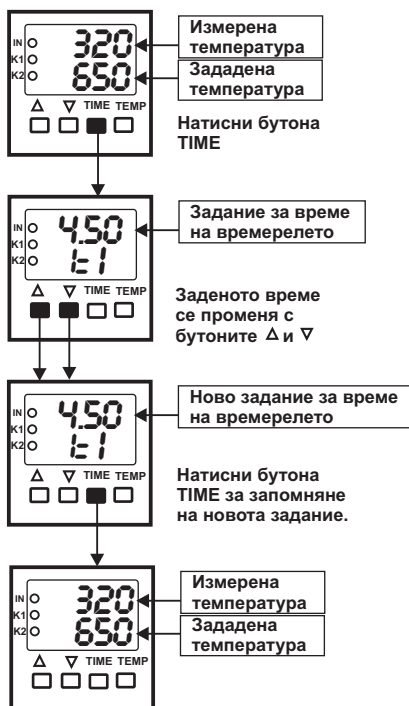 IN 320
K1
K2 650
Δ ∇ TIME TEMP
Измерена
температура
Зададена
температура
Натисни бутона
TIME
IN 4.50
K1
K2 t1
Δ ∇ TIME TEMP
Задание за време
на времерелето
Заденото време
се променя с
бутоните Δ и ∇
IN 4.50
K1
K2 t1
Δ ∇ TIME TEMP
Ново задание за време
на времерелето
Натисни бутона
TIME за запомняне
на новота задание.
IN 320
K1
K2 650
Δ ∇ TIME TEMP
Измерена
температура
Зададена
температура